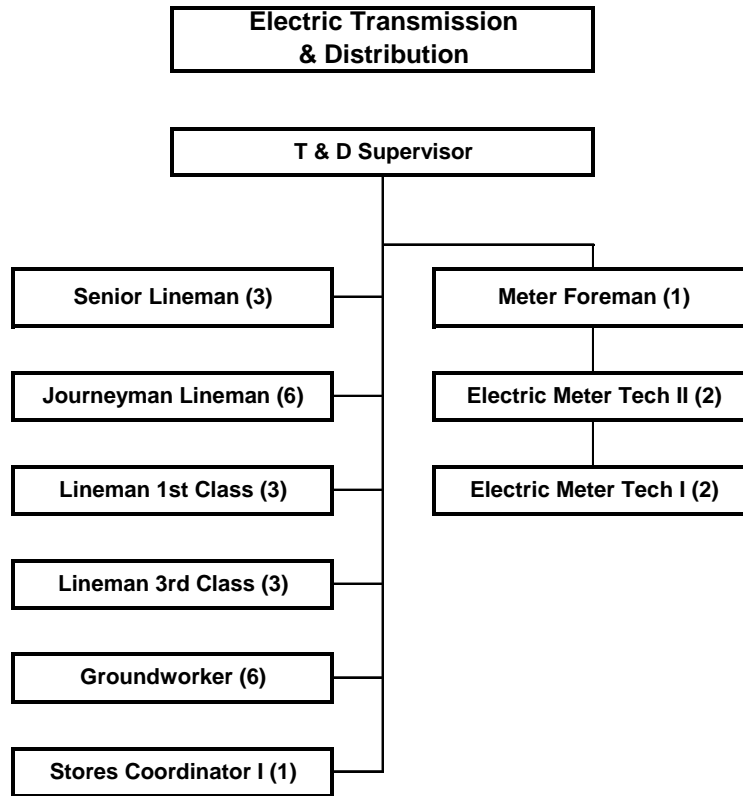 Electric Transmission
& Distribution
T & D Supervisor
Senior Lineman (3)
Meter Foreman (1)
Journeyman Lineman (6)
Electric Meter Tech II (2)
Lineman 1st Class (3)
Electric Meter Tech I (2)
Lineman 3rd Class (3)
Groundworker (6)
Stores Coordinator I (1)